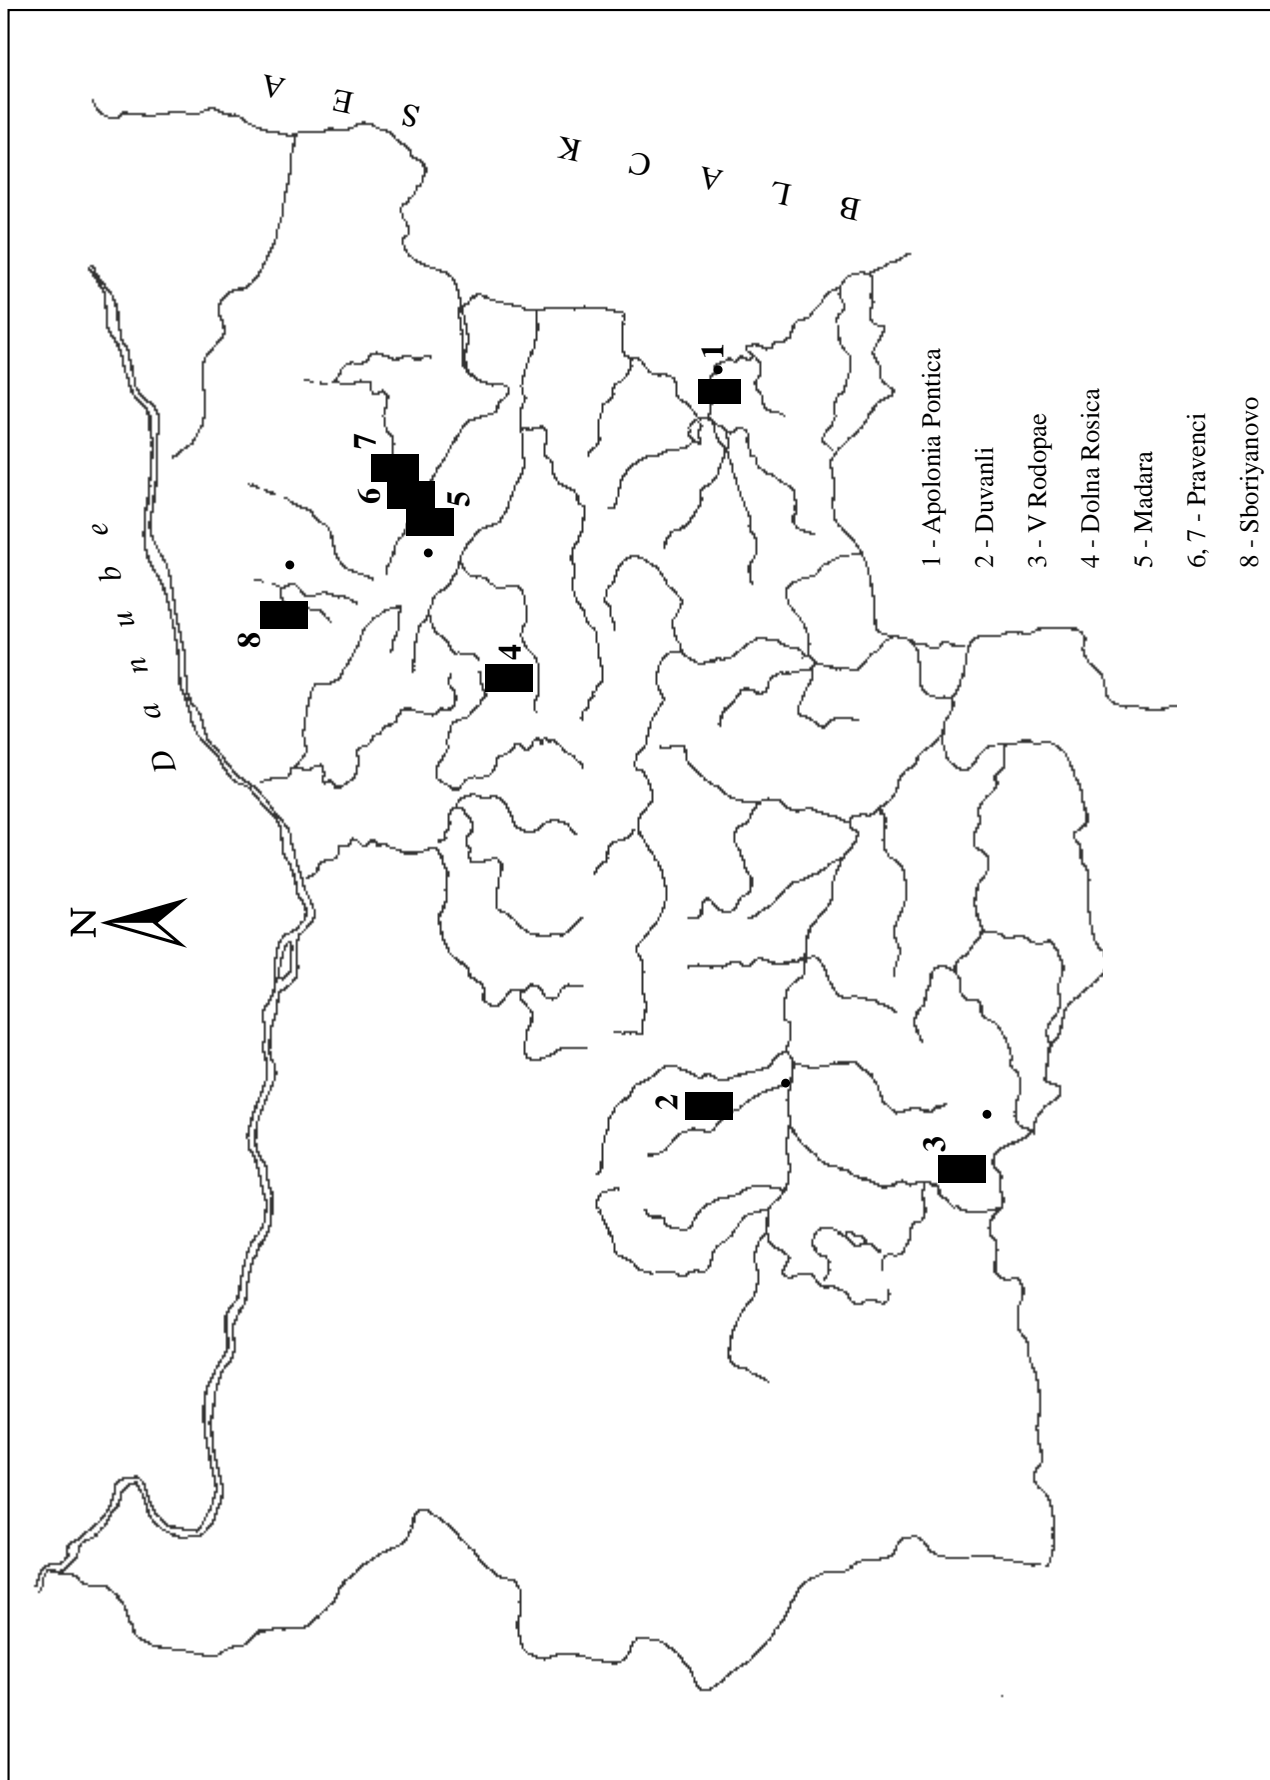 N
Danube
BLACK SEA
7
6
5
8
4
1
2
3
1 - Apolonia Pontica
2 - Duvanli
3 - V Rodopae
4 - Dolna Rosica
5 - Madara
6, 7 - Pravenci
8 - Sboriyanovo